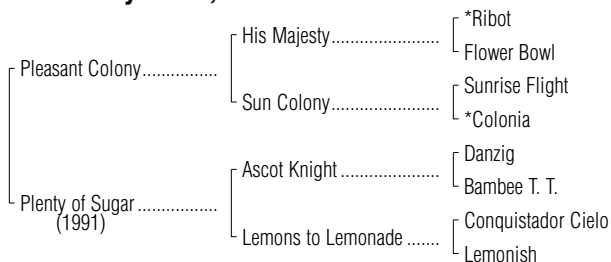 *Ribot
His Majesty....................
Flower Bowl
Pleasant Colony...............
Sunrise Flight
Sun Colony....................
*Colonia
Danzig
Ascot Knight .................
Bambee T. T.
Plenty of Sugar ...............
(1991)
Conquistador Cielo
Lemons to Lemonade .......
Lemonish